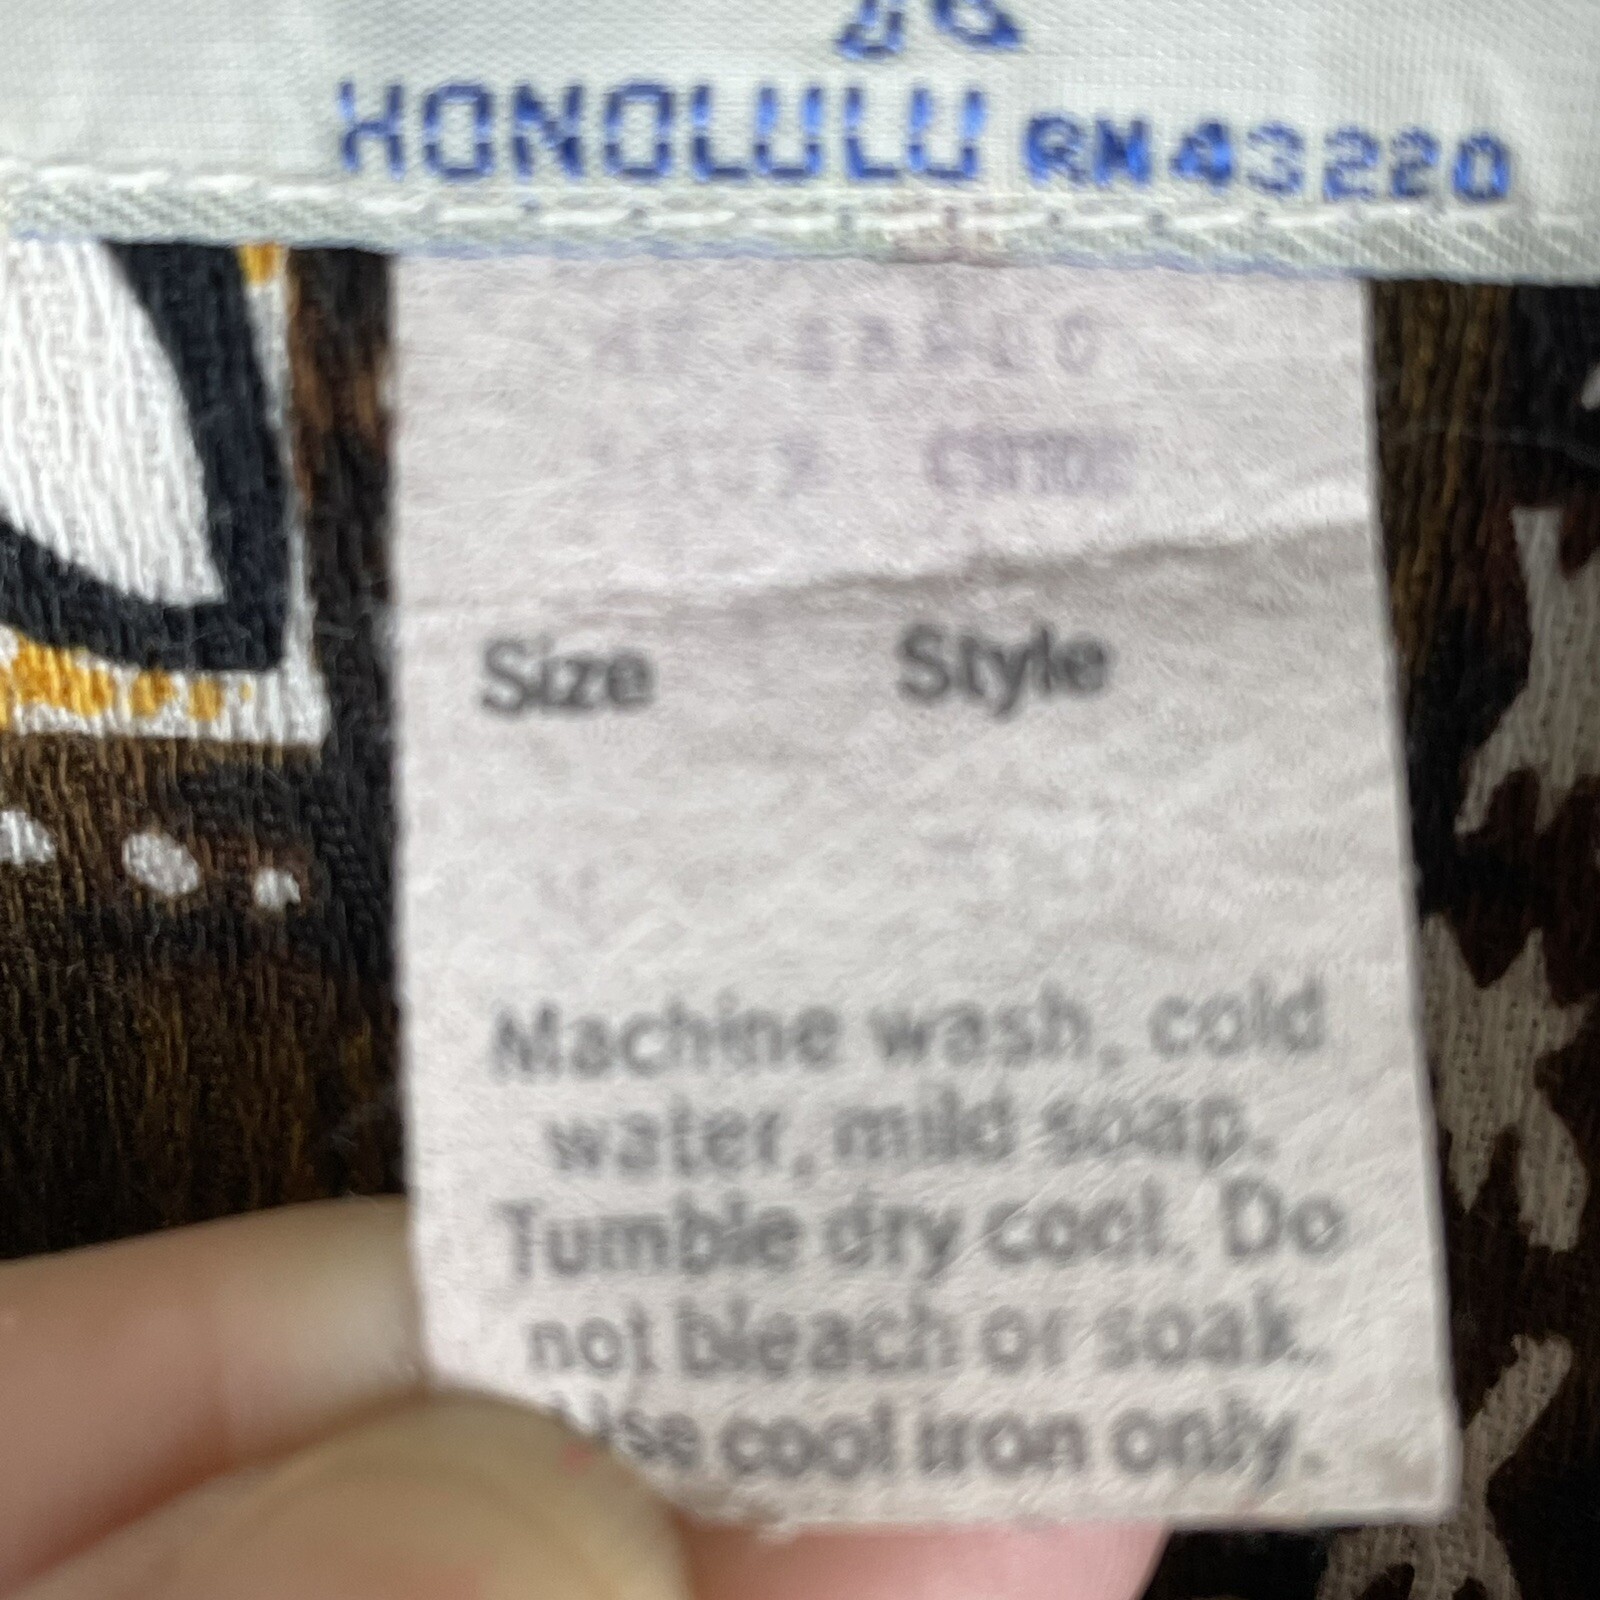 HONOLULU RN43220
Size Style
Machine wash, cold
water, mild soap.
Tumble dry cool. Do
not bleach or soak.
Use cool iron only.